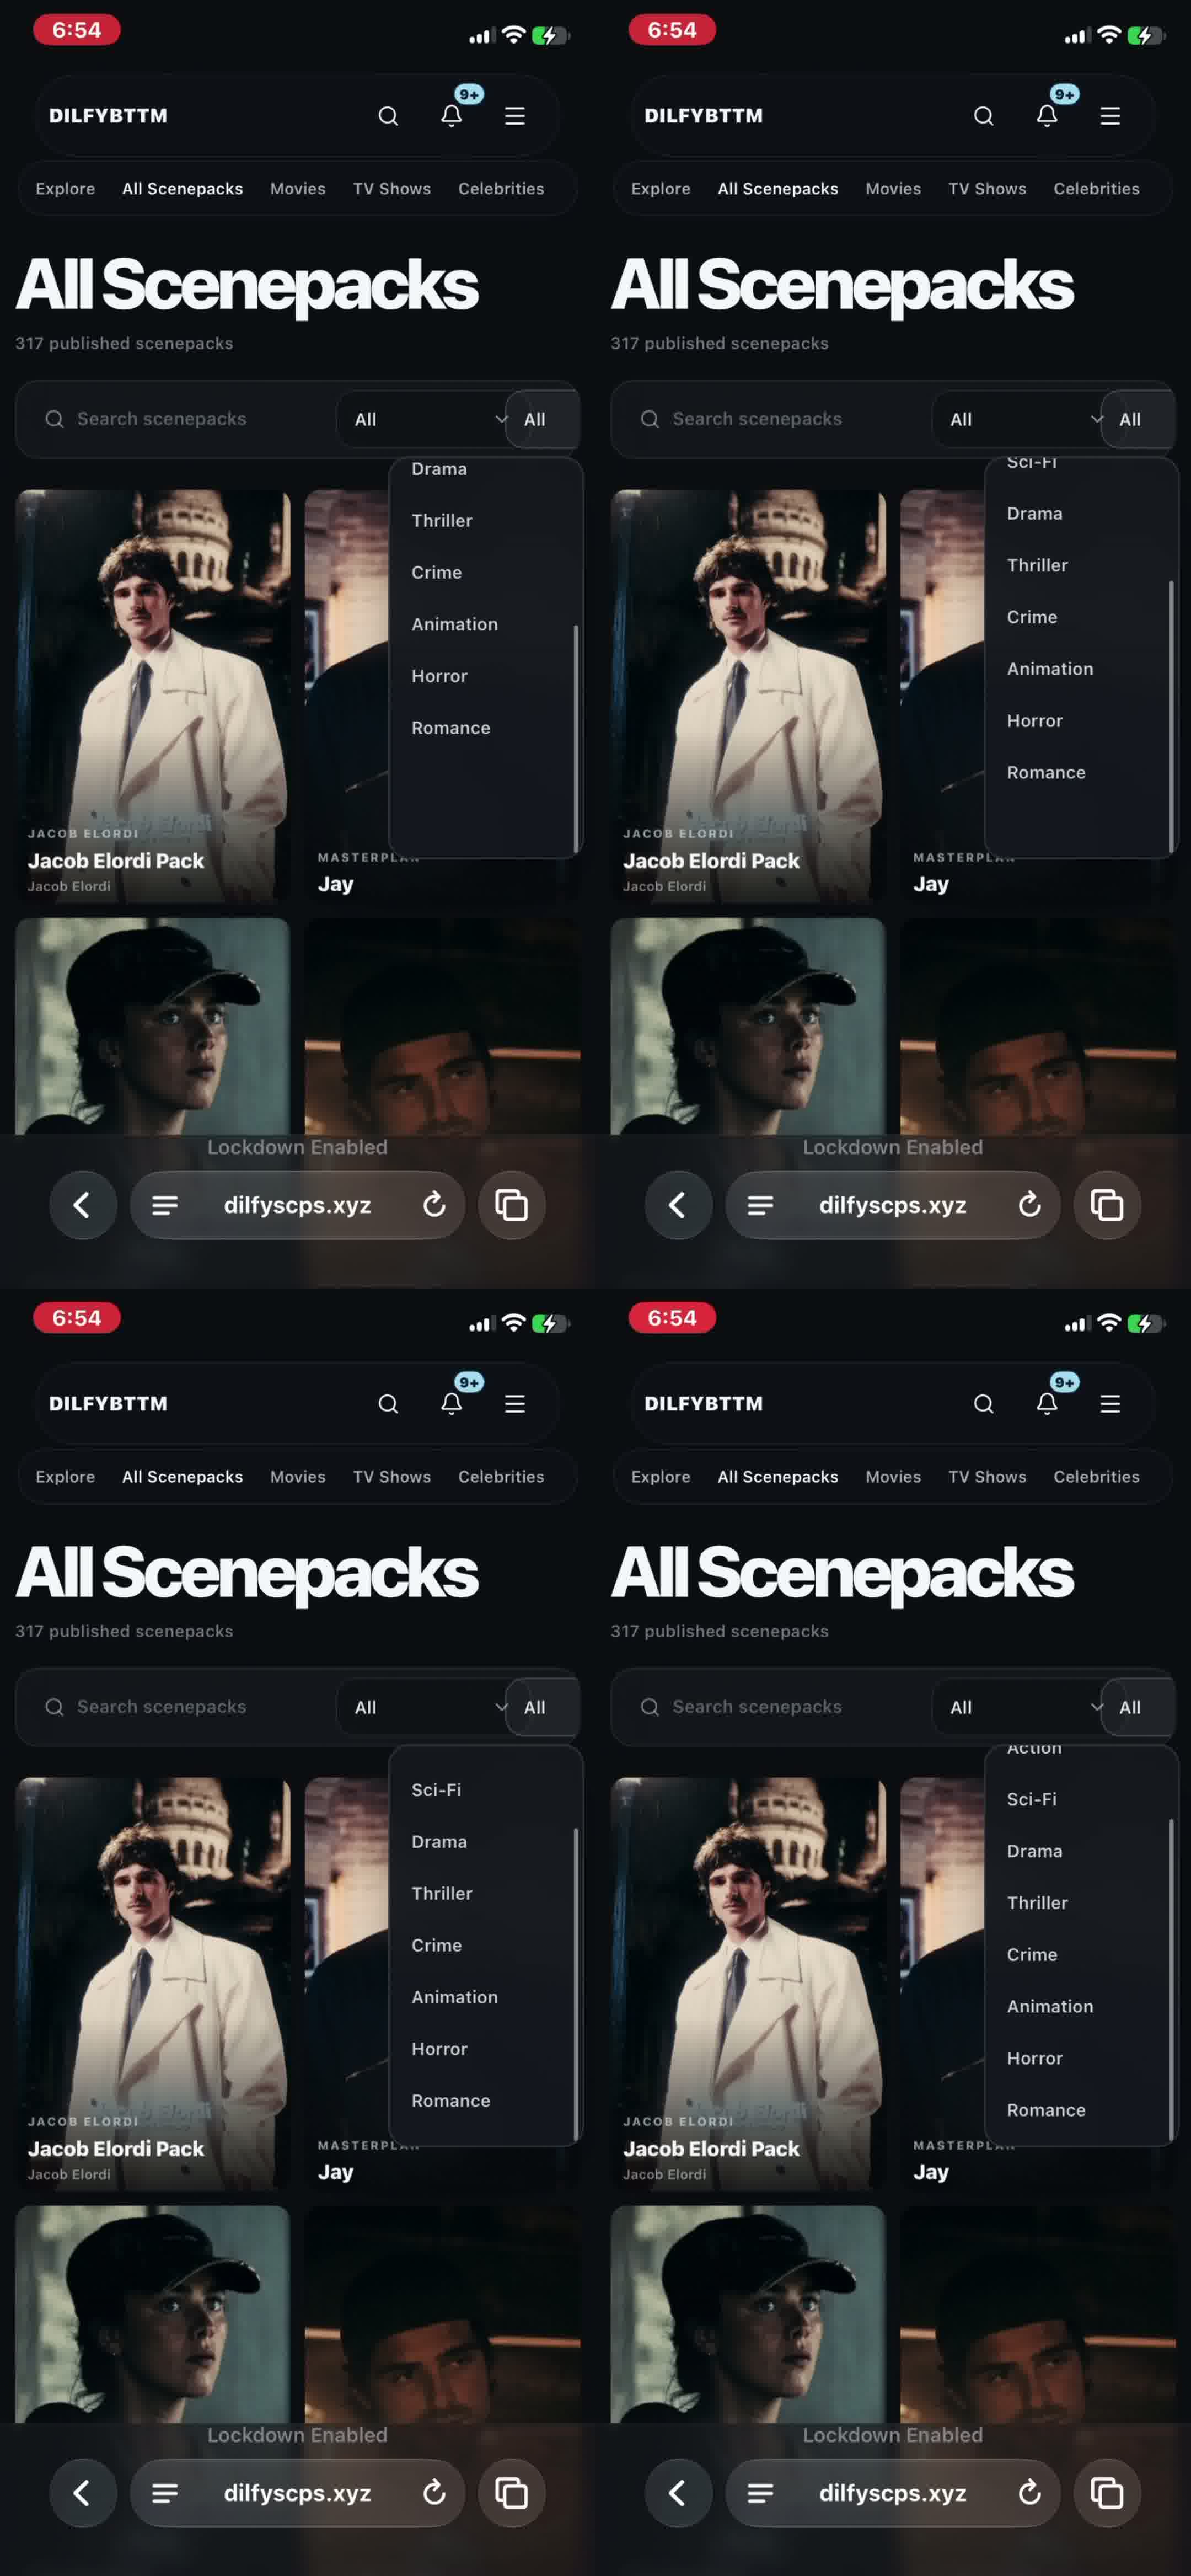 6:54
9+
DILFYBTTM
Explore All Scenepacks Movies TV Shows Celebrities
All Scenepacks
317 published scenepacks
Search scenepacks All All
Drama
Thriller
Crime
Animation
Horror
Romance
JACOB ELORDI
Jacob Elordi Pack
Jacob Elordi
Jay
Lockdown Enabled
dilfyscps.xyz
6:54
9+
DILFYBTTM
Explore All Scenepacks Movies TV Shows Celebrities
All Scenepacks
317 published scenepacks
Search scenepacks All All
Sci-Fi
Drama
Thriller
Crime
Animation
Horror
Romance
JACOB ELORDI
Jacob Elordi Pack
Jacob Elordi
Jay
Lockdown Enabled
dilfyscps.xyz
6:54
9+
DILFYBTTM
Explore All Scenepacks Movies TV Shows Celebrities
All Scenepacks
317 published scenepacks
Search scenepacks All All
Sci-Fi
Drama
Thriller
Crime
Animation
Horror
Romance
JACOB ELORDI
Jacob Elordi Pack
Jacob Elordi
Jay
Lockdown Enabled
dilfyscps.xyz
6:54
9+
DILFYBTTM
Explore All Scenepacks Movies TV Shows Celebrities
All Scenepacks
317 published scenepacks
Search scenepacks All All
Action
Sci-Fi
Drama
Thriller
Crime
Animation
Horror
Romance
JACOB ELORDI
Jacob Elordi Pack
Jacob Elordi
Jay
Lockdown Enabled
dilfyscps.xyz